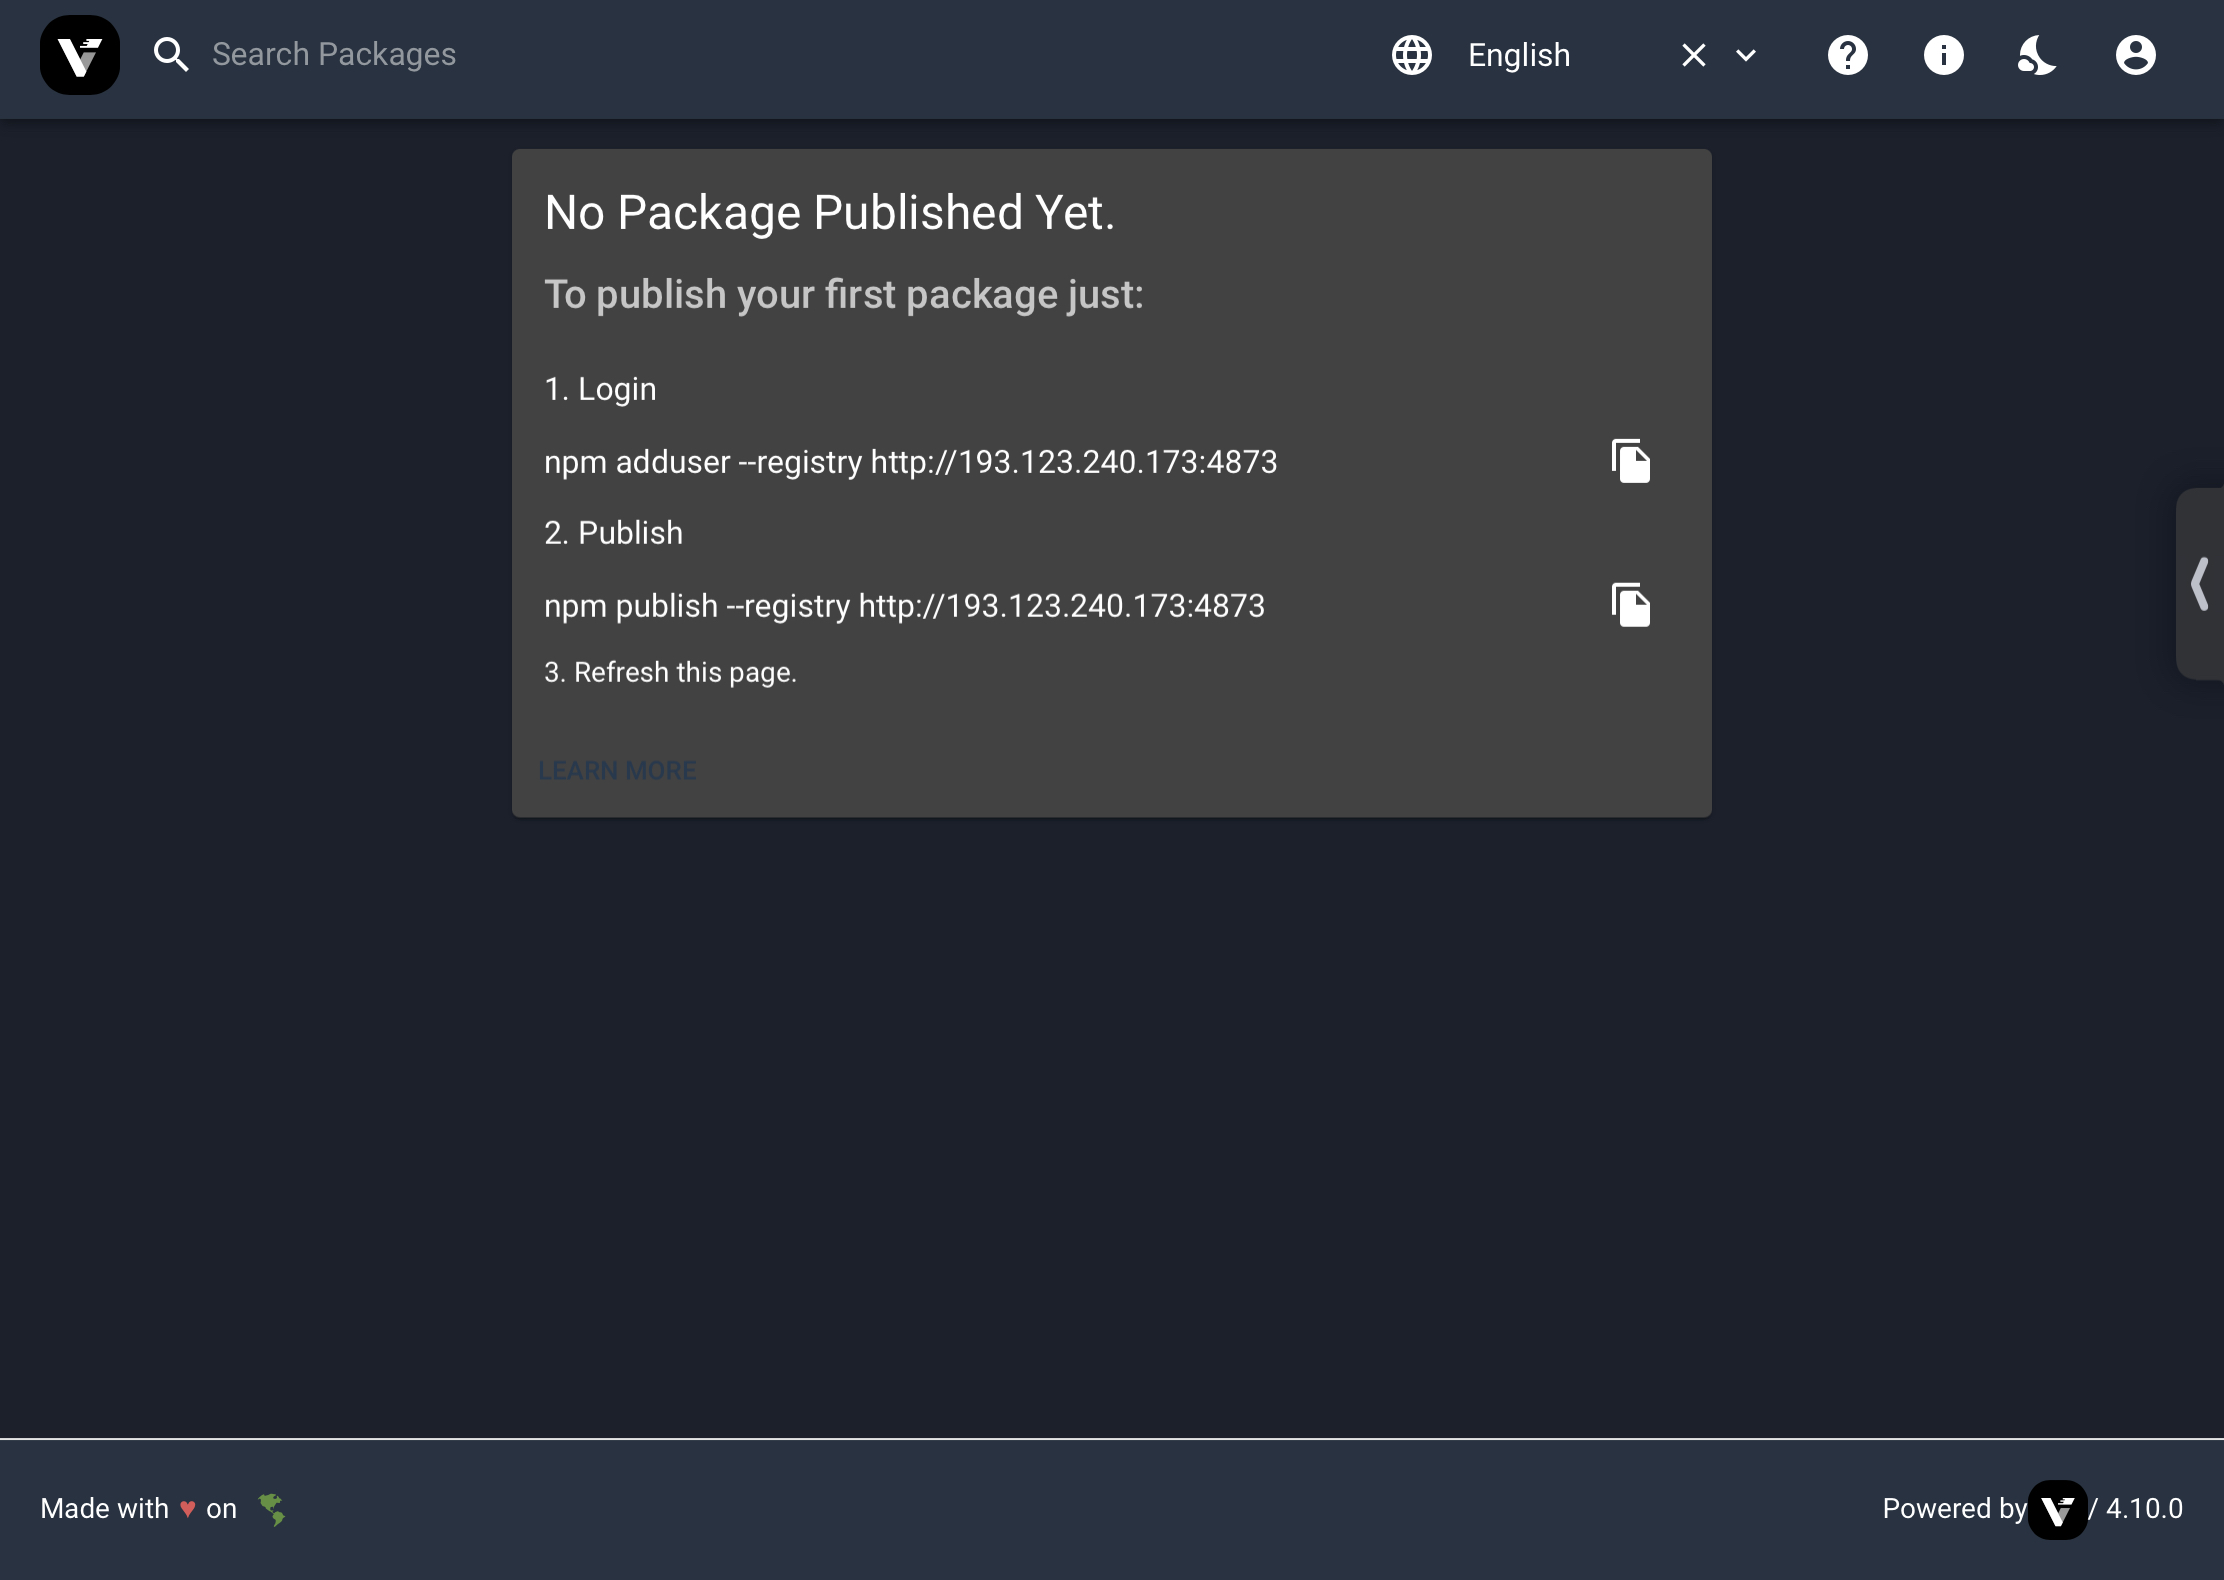 Search Packages
English
No Package Published Yet.
To publish your first package just:
1. Login
npm adduser --registry http://193.123.240.173:4873
2. Publish
npm publish --registry http://193.123.240.173:4873
3. Refresh this page.
LEARN MORE
Made with ♥ on
Powered by / 4.10.0